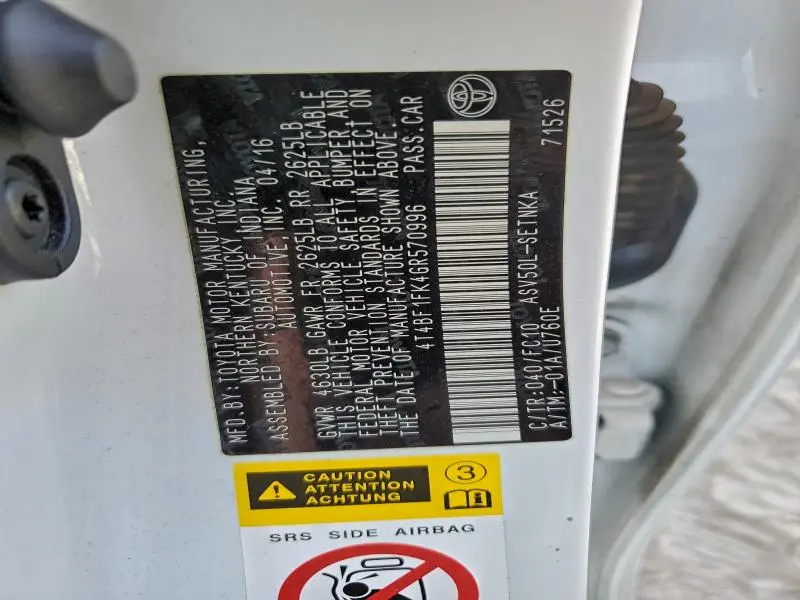 MFD.BY: TOYOTA MOTOR MANUFACTURING,
NORTHERN KENTUCKY, INC.
ASSEMBLED BY: SUBARU OF INDIANA
AUTOMOTIVE, INC. 04/16
GVWR 4630LB GAWR FR 2625LB RR 2625LB
THIS VEHICLE CONFORMS TO ALL APPLICABLE
FEDERAL MOTOR VEHICLE SAFETY BUMPER AND
THEFT PREVENTION STANDARDS IN EFFECT ON
THE DATE OF MANUFACTURE SHOWN ABOVE.
4T4BF1FK4GR570996 PASS.CAR
C/TR:040/FC10 ASV50L-SETNKA
A/TM:-01A/U760E 71526
CAUTION
ATTENTION
ACHTUNG
3
SRS SIDE AIRBAG